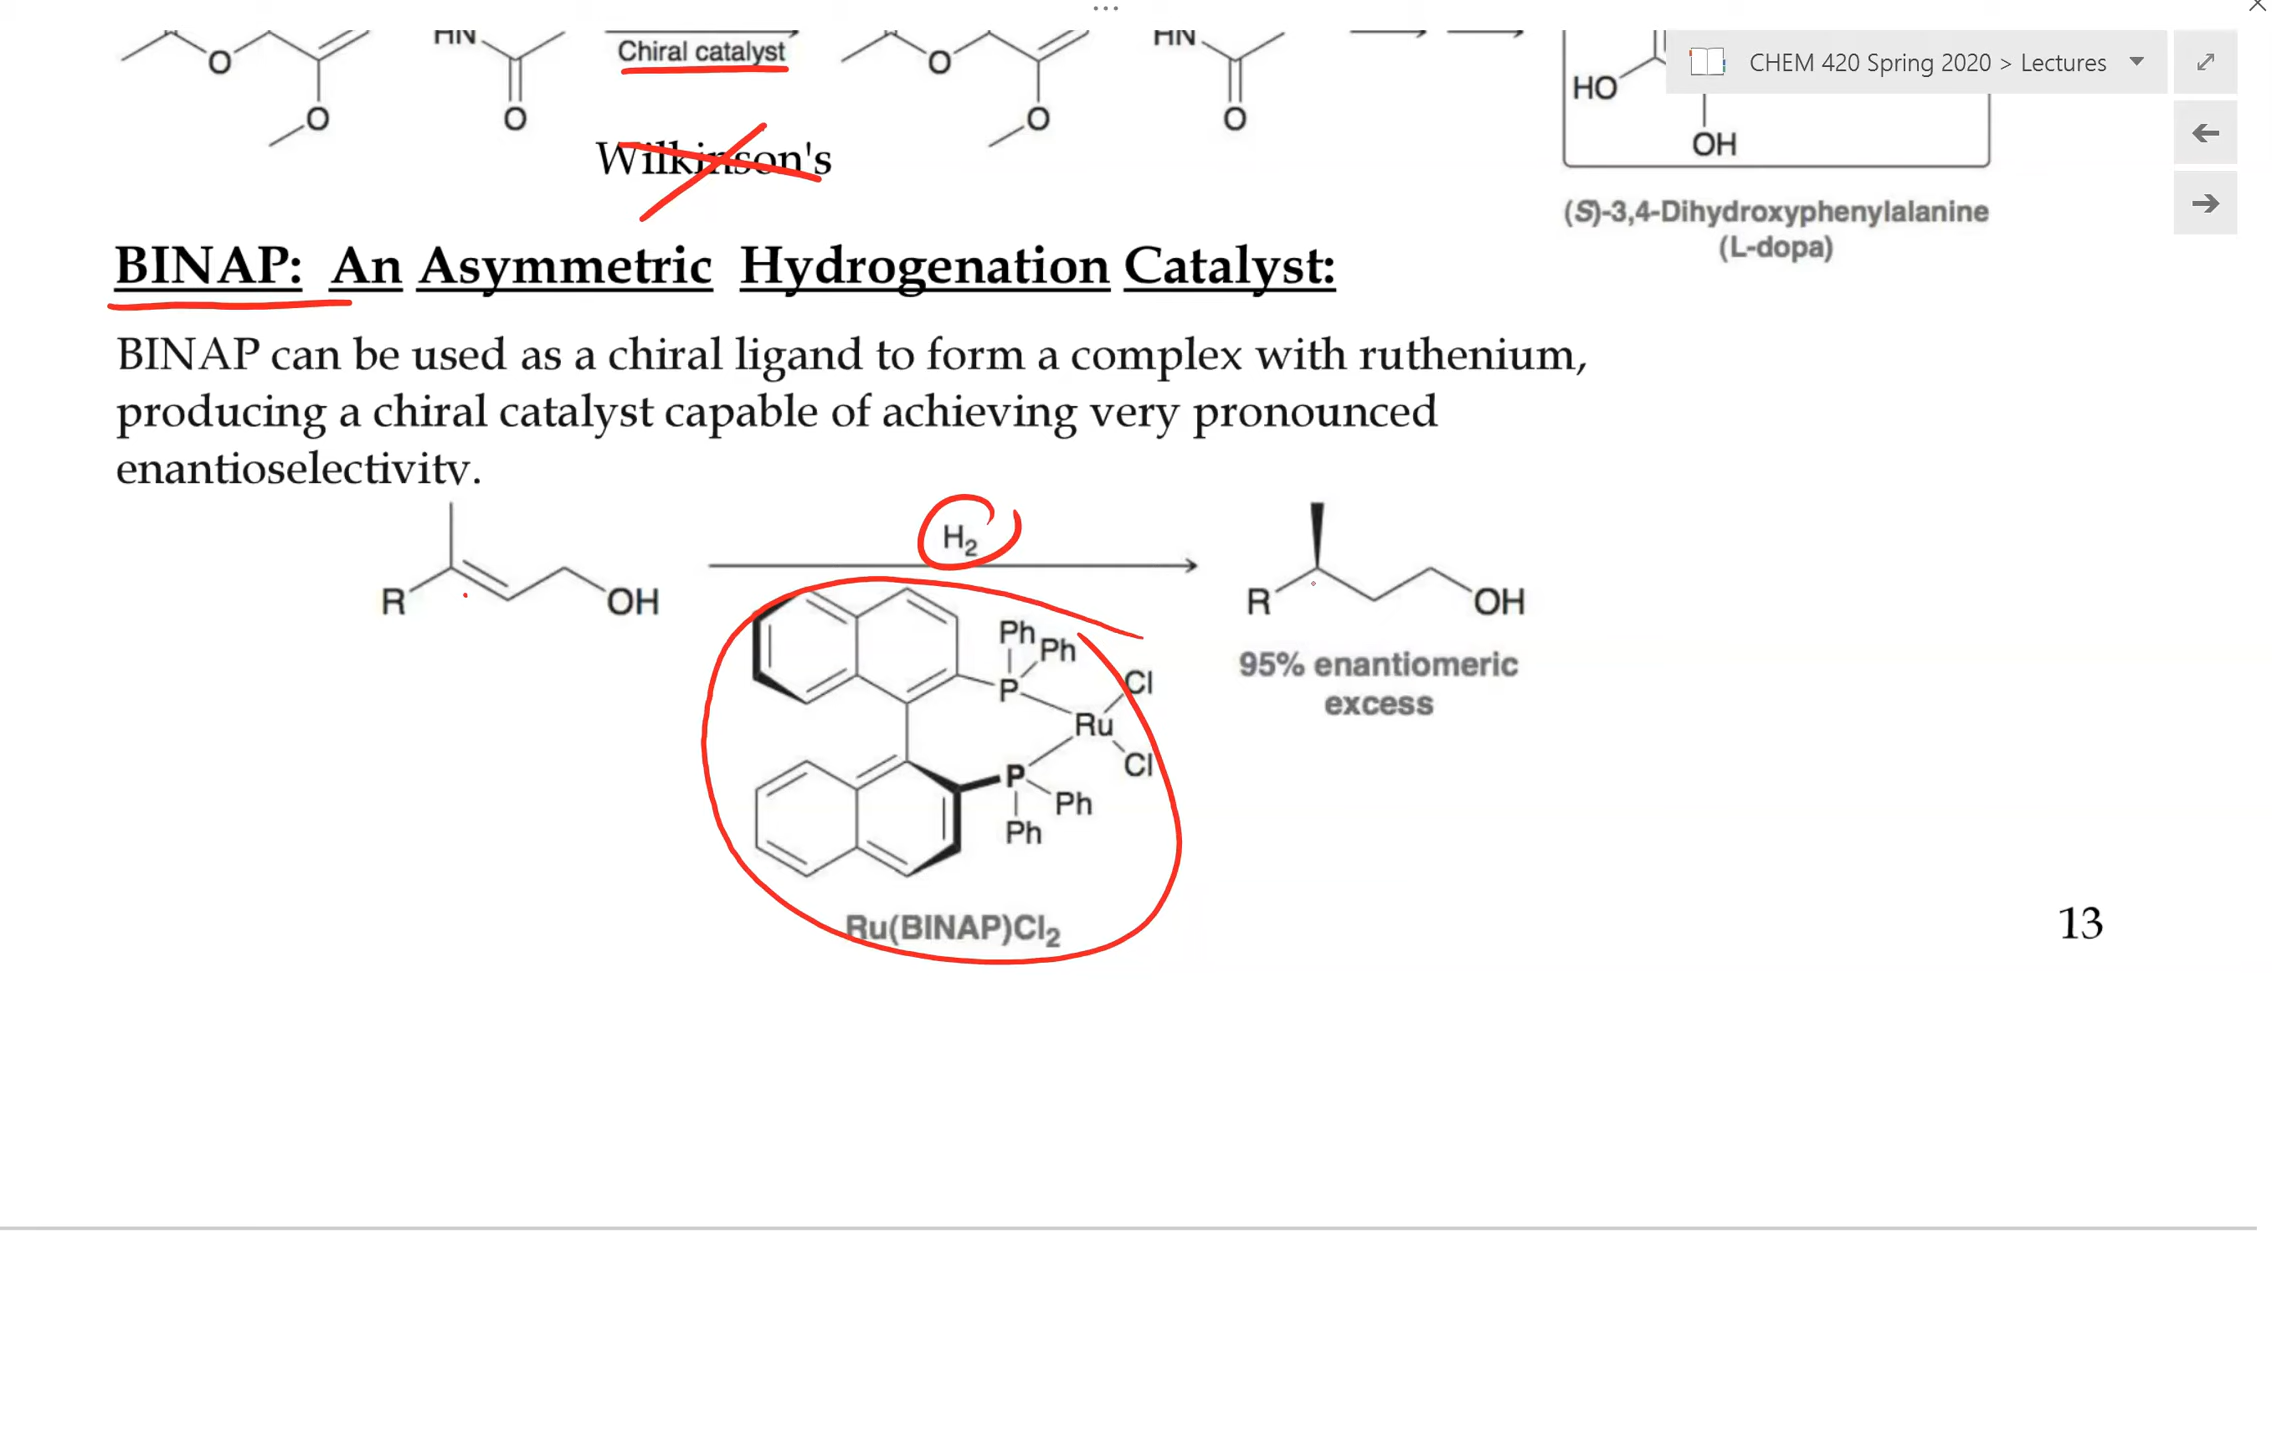 HN
Chiral catalyst
HN
O
O
O
O
O
O
HO
OH
CHEM 420 Spring 2020 > Lectures
Wilkinson's
(S)-3,4-Dihydroxyphenylalanine
(L-dopa)
BINAP: An Asymmetric Hydrogenation Catalyst:
BINAP can be used as a chiral ligand to form a complex with ruthenium,
producing a chiral catalyst capable of achieving very pronounced
enantioselectivity.
H2
R
OH
R
OH
Ph
Ph
P
Cl
Ru
Cl
P
Ph
Ph
95% enantiomeric
excess
Ru(BINAP)Cl2
13